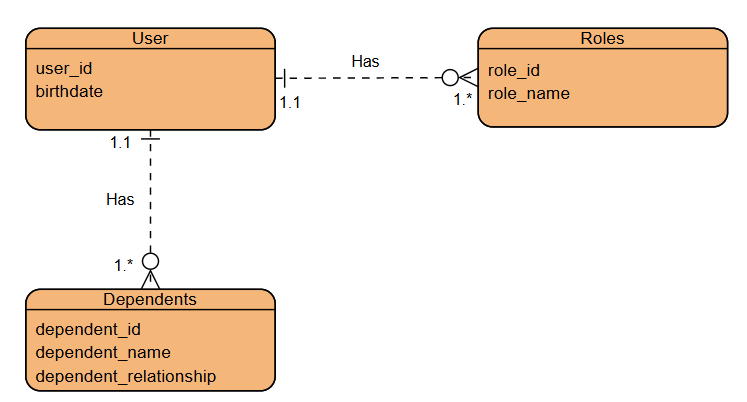 User
user_id
birthdate
Has
1.1
1.*
Roles
role_id
role_name
1.1
Has
1.*
Dependents
dependent_id
dependent_name
dependent_relationship